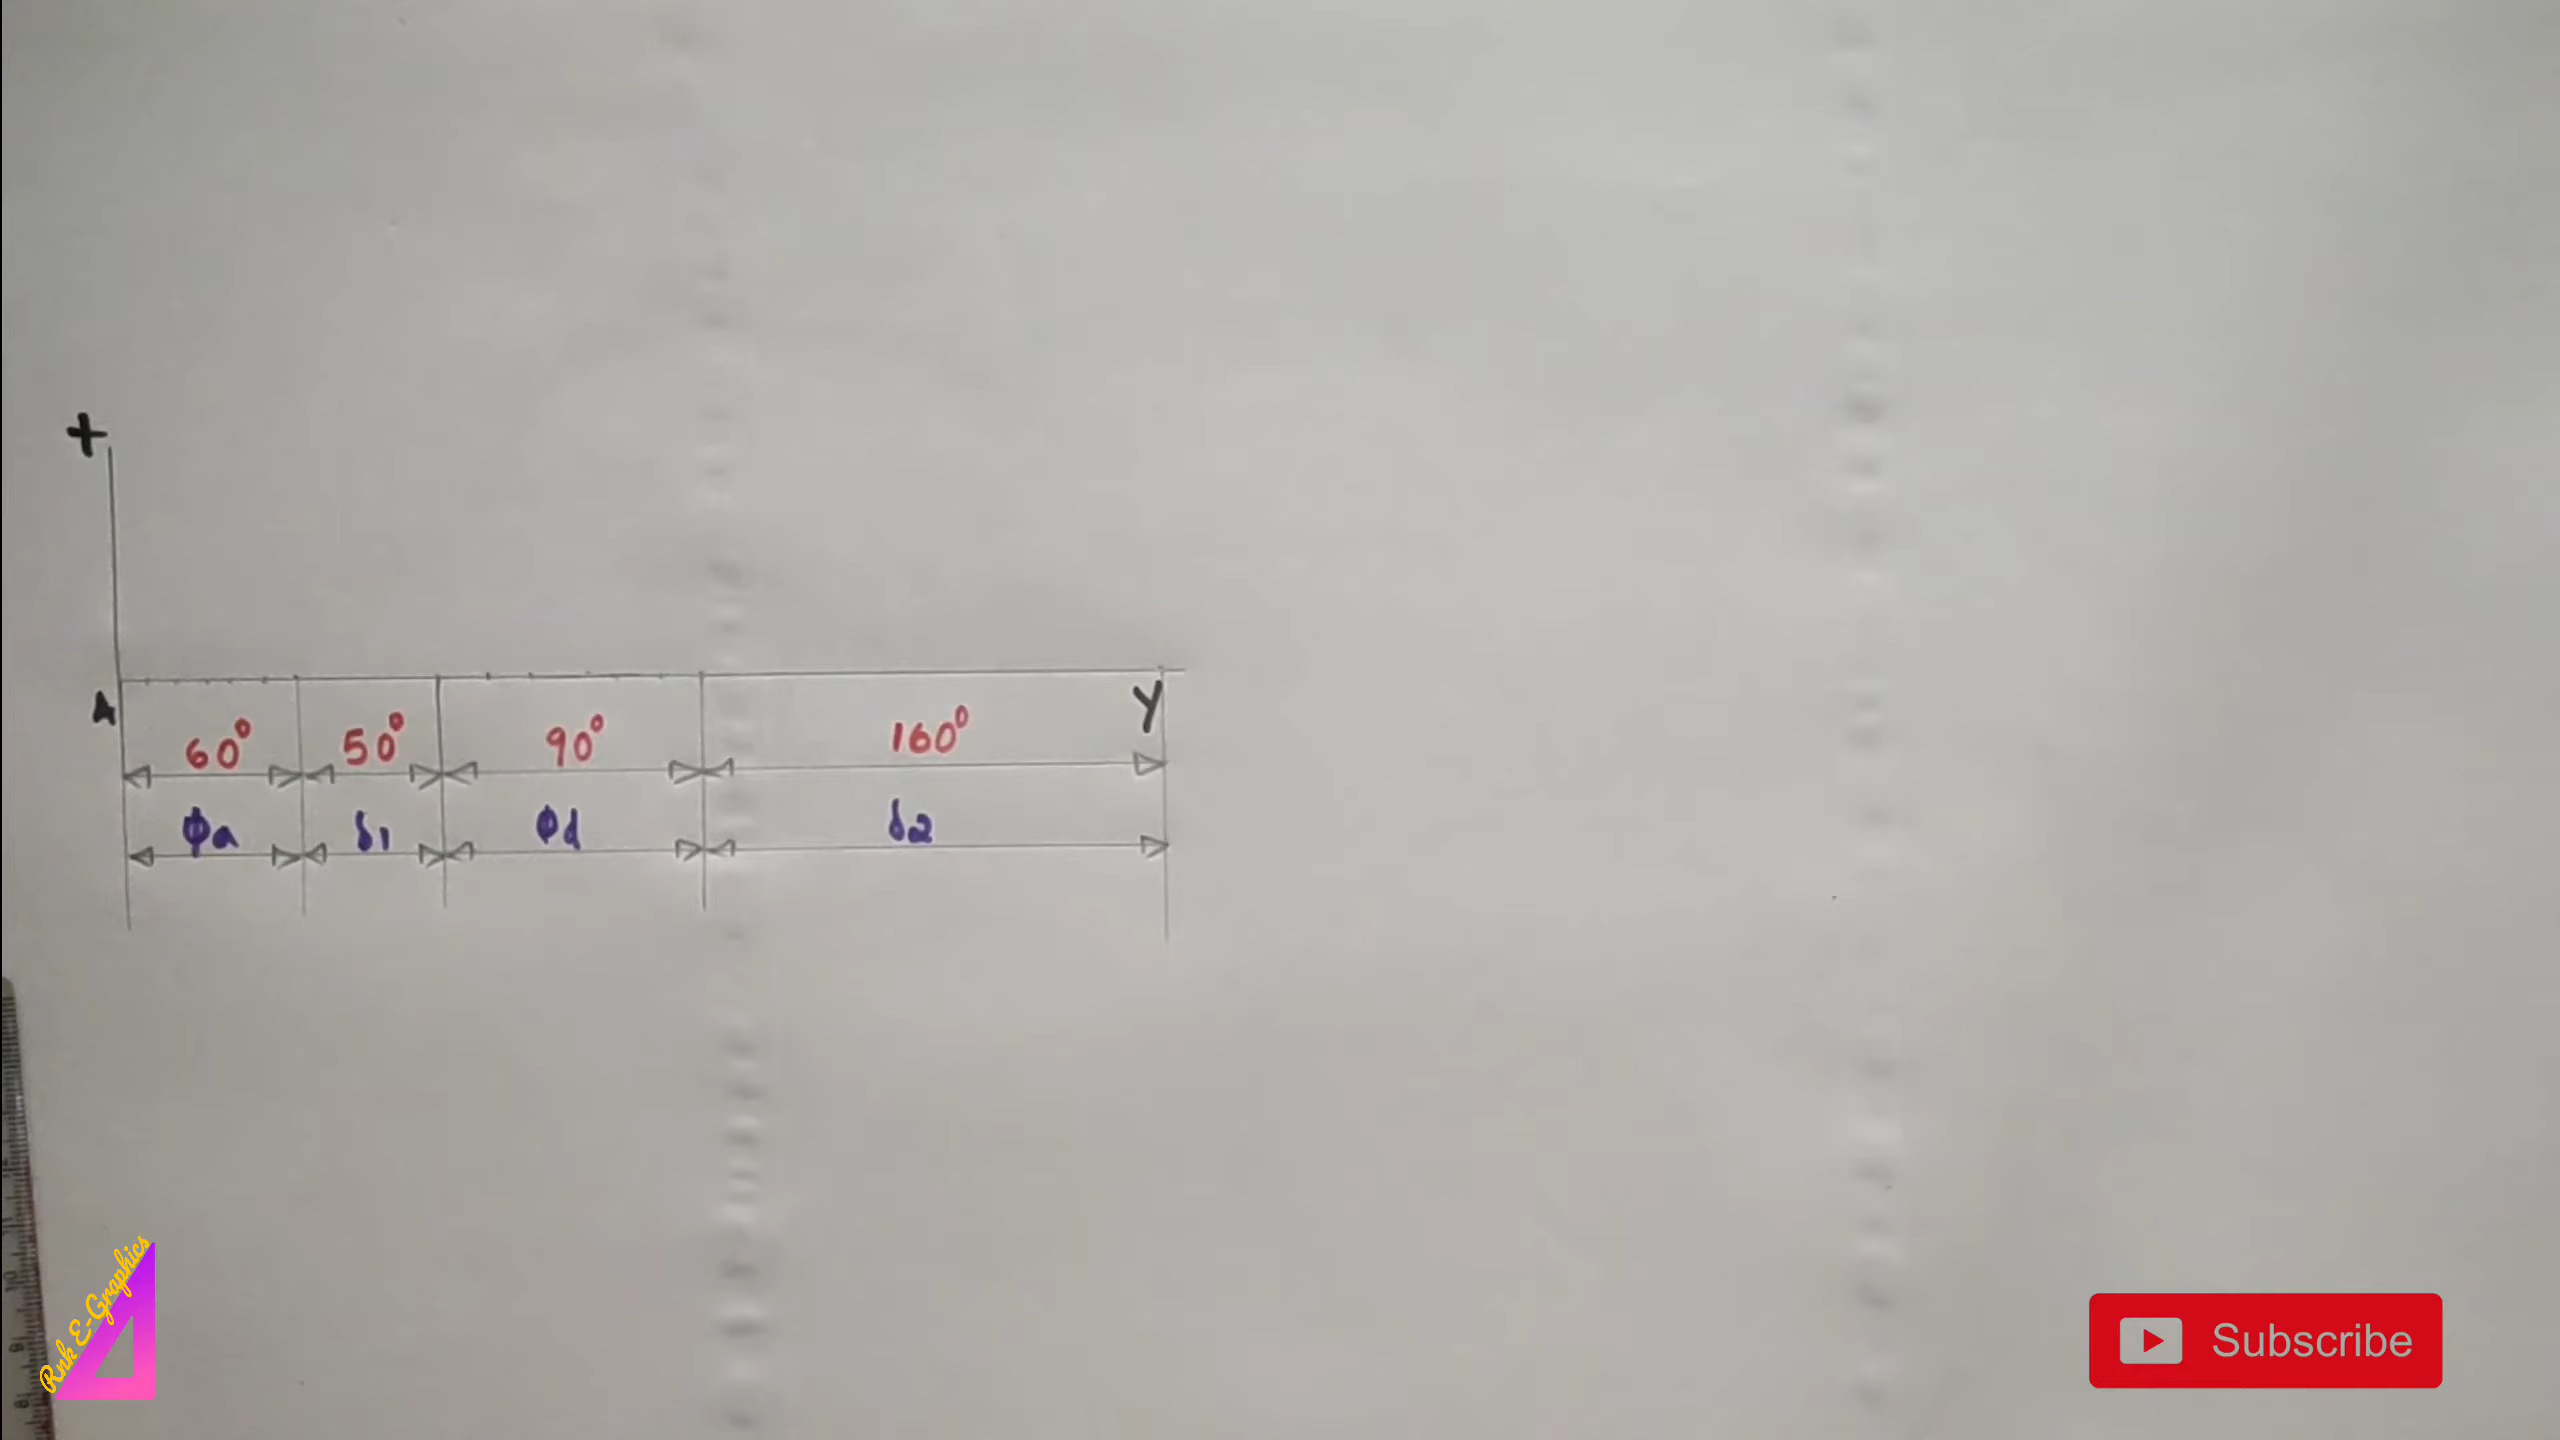 +
A
Y
60° 50° 90° 160°
ϕa δ1 ϕd δ2
Rnk E-Graphics
Subscribe